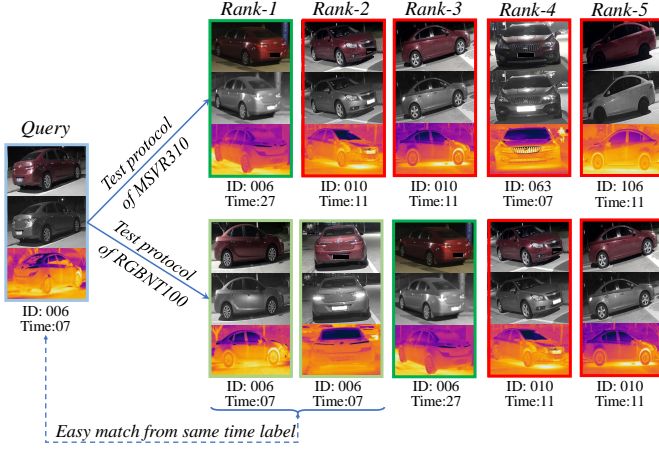 Rank-1 Rank-2 Rank-3 Rank-4 Rank-5
Query
Test protocol
of MSVR310
ID: 006 ID: 010 ID: 010 ID: 063 ID: 106
Time:27 Time:11 Time:11 Time:07 Time:11
Test protocol
of RGBNT100
ID: 006
Time:07
ID: 006 ID: 006 ID: 006 ID: 010 ID: 010
Time:07 Time:07 Time:27 Time:11 Time:11
Easy match from same time label